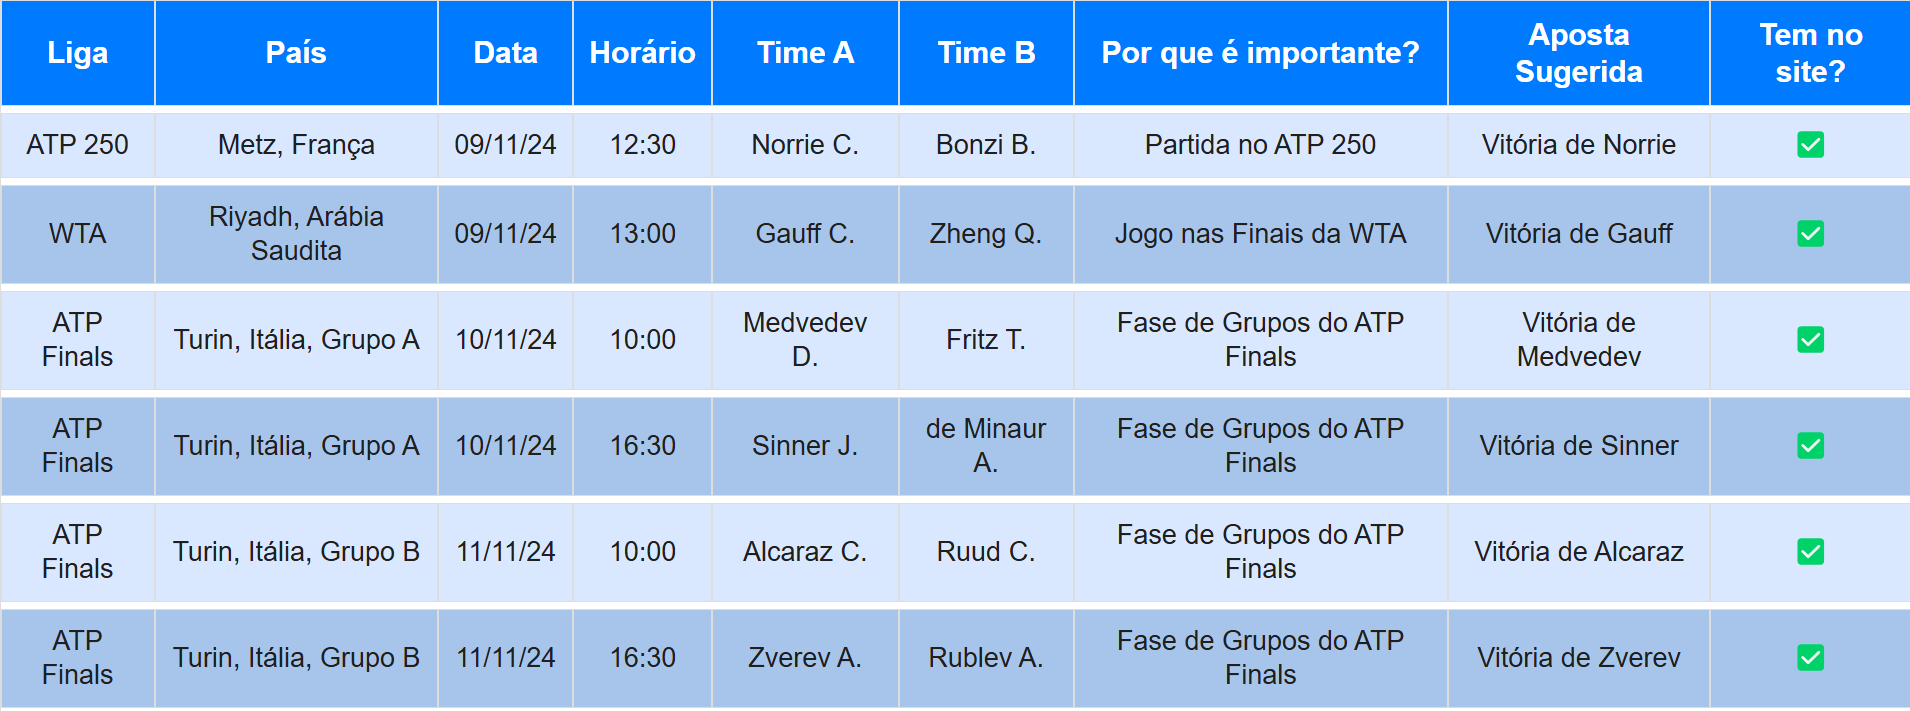 Liga País Data Horário Time A Time B Por que é importante? Aposta Sugerida Tem no site?
ATP 250 Metz, França 09/11/24 12:30 Norrie C. Bonzi B. Partida no ATP 250 Vitória de Norrie ✅
WTA Riyadh, Arábia Saudita 09/11/24 13:00 Gauff C. Zheng Q. Jogo nas Finais da WTA Vitória de Gauff ✅
ATP Finals Turin, Itália, Grupo A 10/11/24 10:00 Medvedev D. Fritz T. Fase de Grupos do ATP Finals Vitória de Medvedev ✅
ATP Finals Turin, Itália, Grupo A 10/11/24 16:30 Sinner J. de Minaur A. Fase de Grupos do ATP Finals Vitória de Sinner ✅
ATP Finals Turin, Itália, Grupo B 11/11/24 10:00 Alcaraz C. Ruud C. Fase de Grupos do ATP Finals Vitória de Alcaraz ✅
ATP Finals Turin, Itália, Grupo B 11/11/24 16:30 Zverev A. Rublev A. Fase de Grupos do ATP Finals Vitória de Zverev ✅